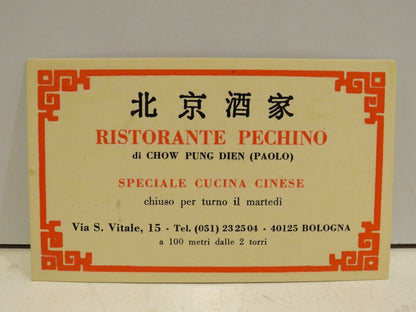 北京酒家
RISTORANTE PECHINO
di CHOW PUNG DIEN (PAOLO)
SPECIALE CUCINA CINESE
chiuso per turno il martedì
Via S. Vitale, 15 - Tel. (051) 232504 - 40125 BOLOGNA
a 100 metri dalle 2 torri